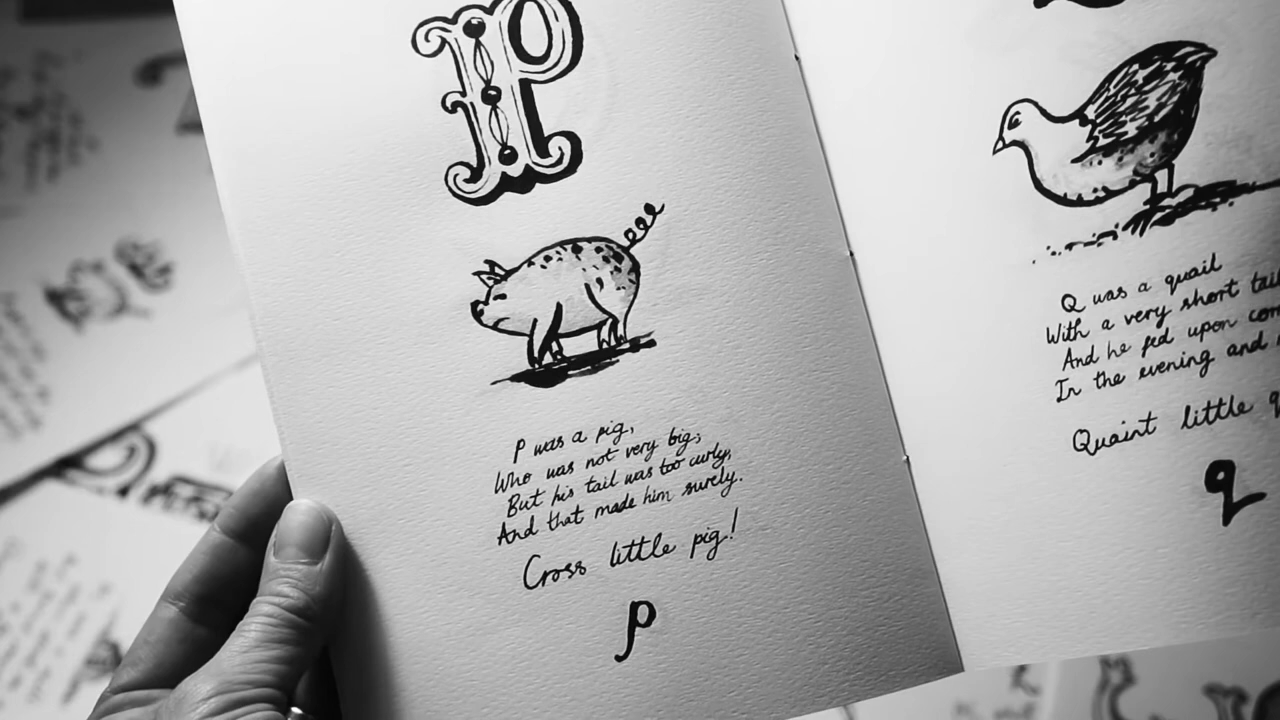 P
P was a pig,
Who was not very big;
But his tail was too curly,
And that made him surely.
Cross little pig!
p
Q was a quail
With a very short
And he fed upon
In the evening and
Quaint little
q